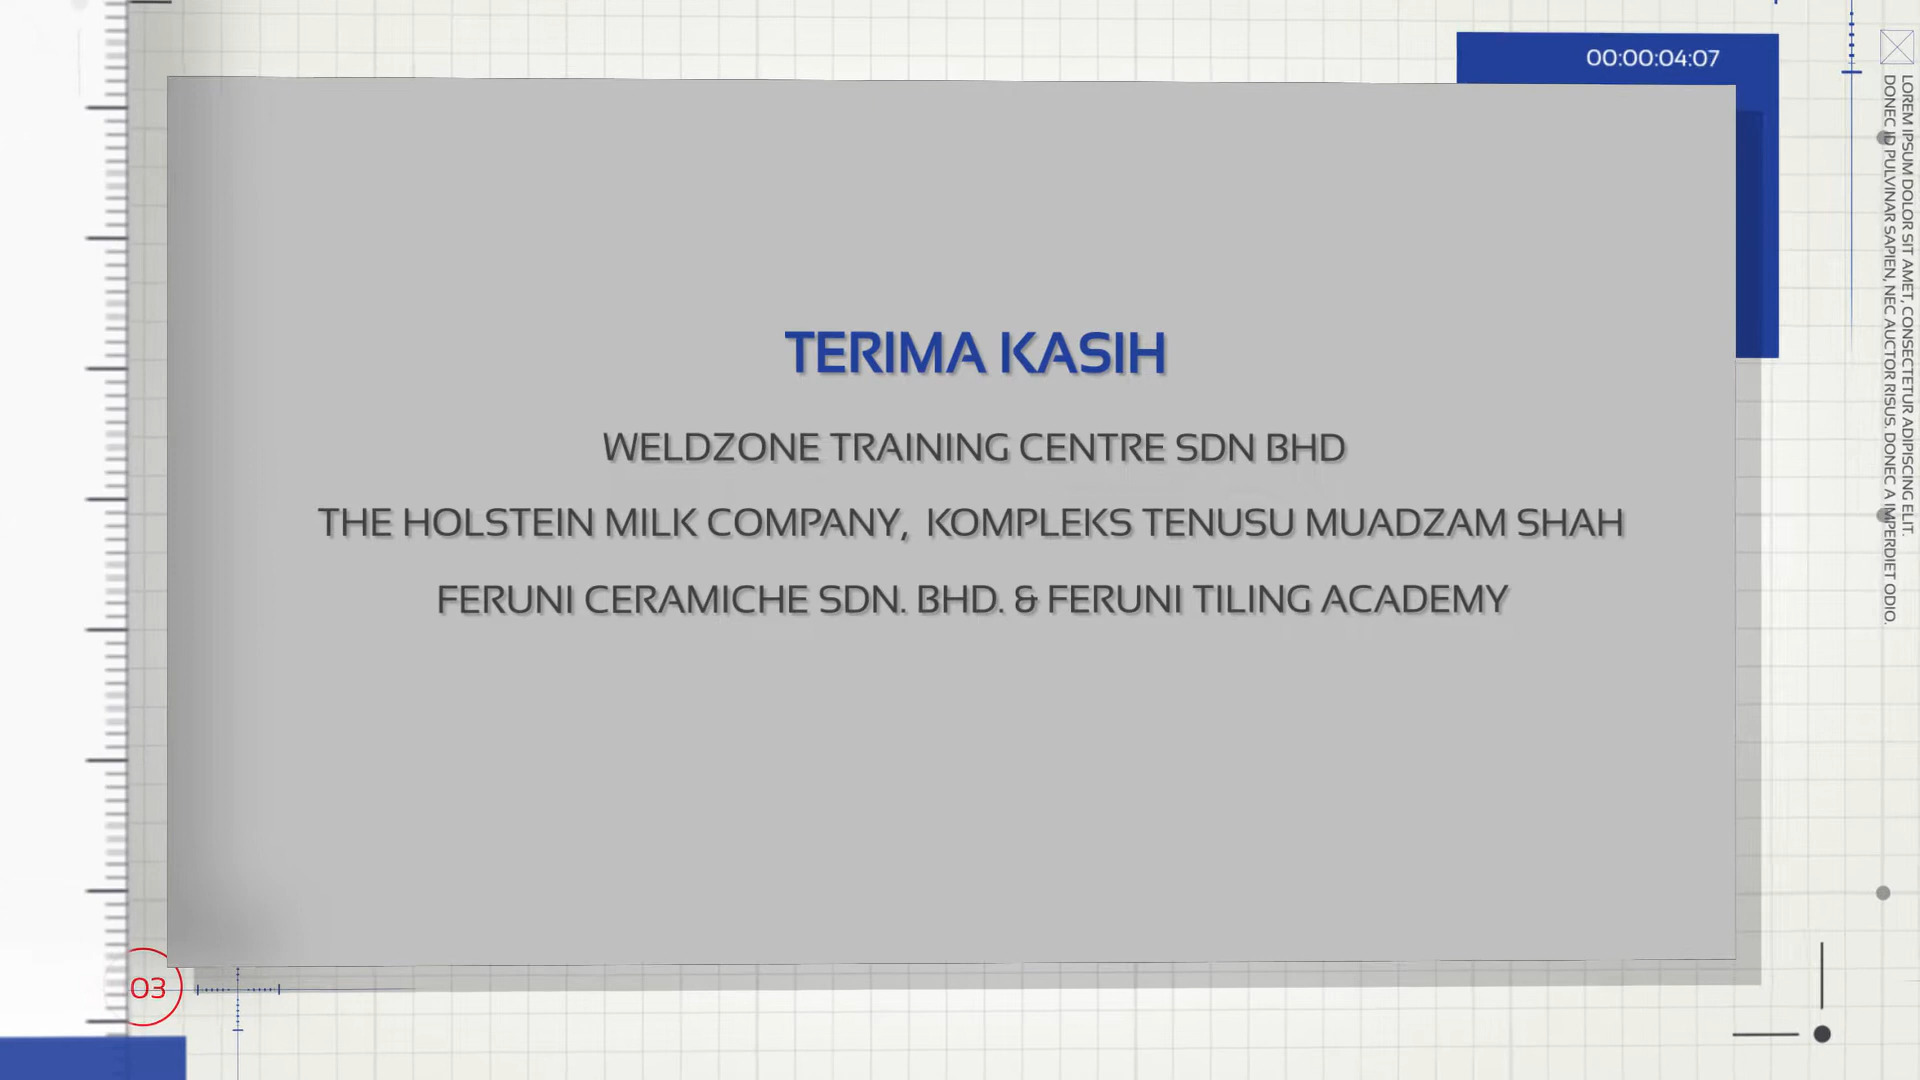 00:00:04:07
TERIMA KASIH
WELDZONE TRAINING CENTRE SDN BHD
THE HOLSTEIN MILK COMPANY, KOMPLEKS TENUSU MUADZAM SHAH
FERUNI CERAMICHE SDN. BHD. & FERUNI TILING ACADEMY
LOREM IPSUM DOLOR SIT AMET, CONSECTETUR ADIPISCING ELIT.
DONEC ID PULVINAR SAPIEN, NEC AUCTOR RISUS. DONEC A IMPERDIET ODIO.
03